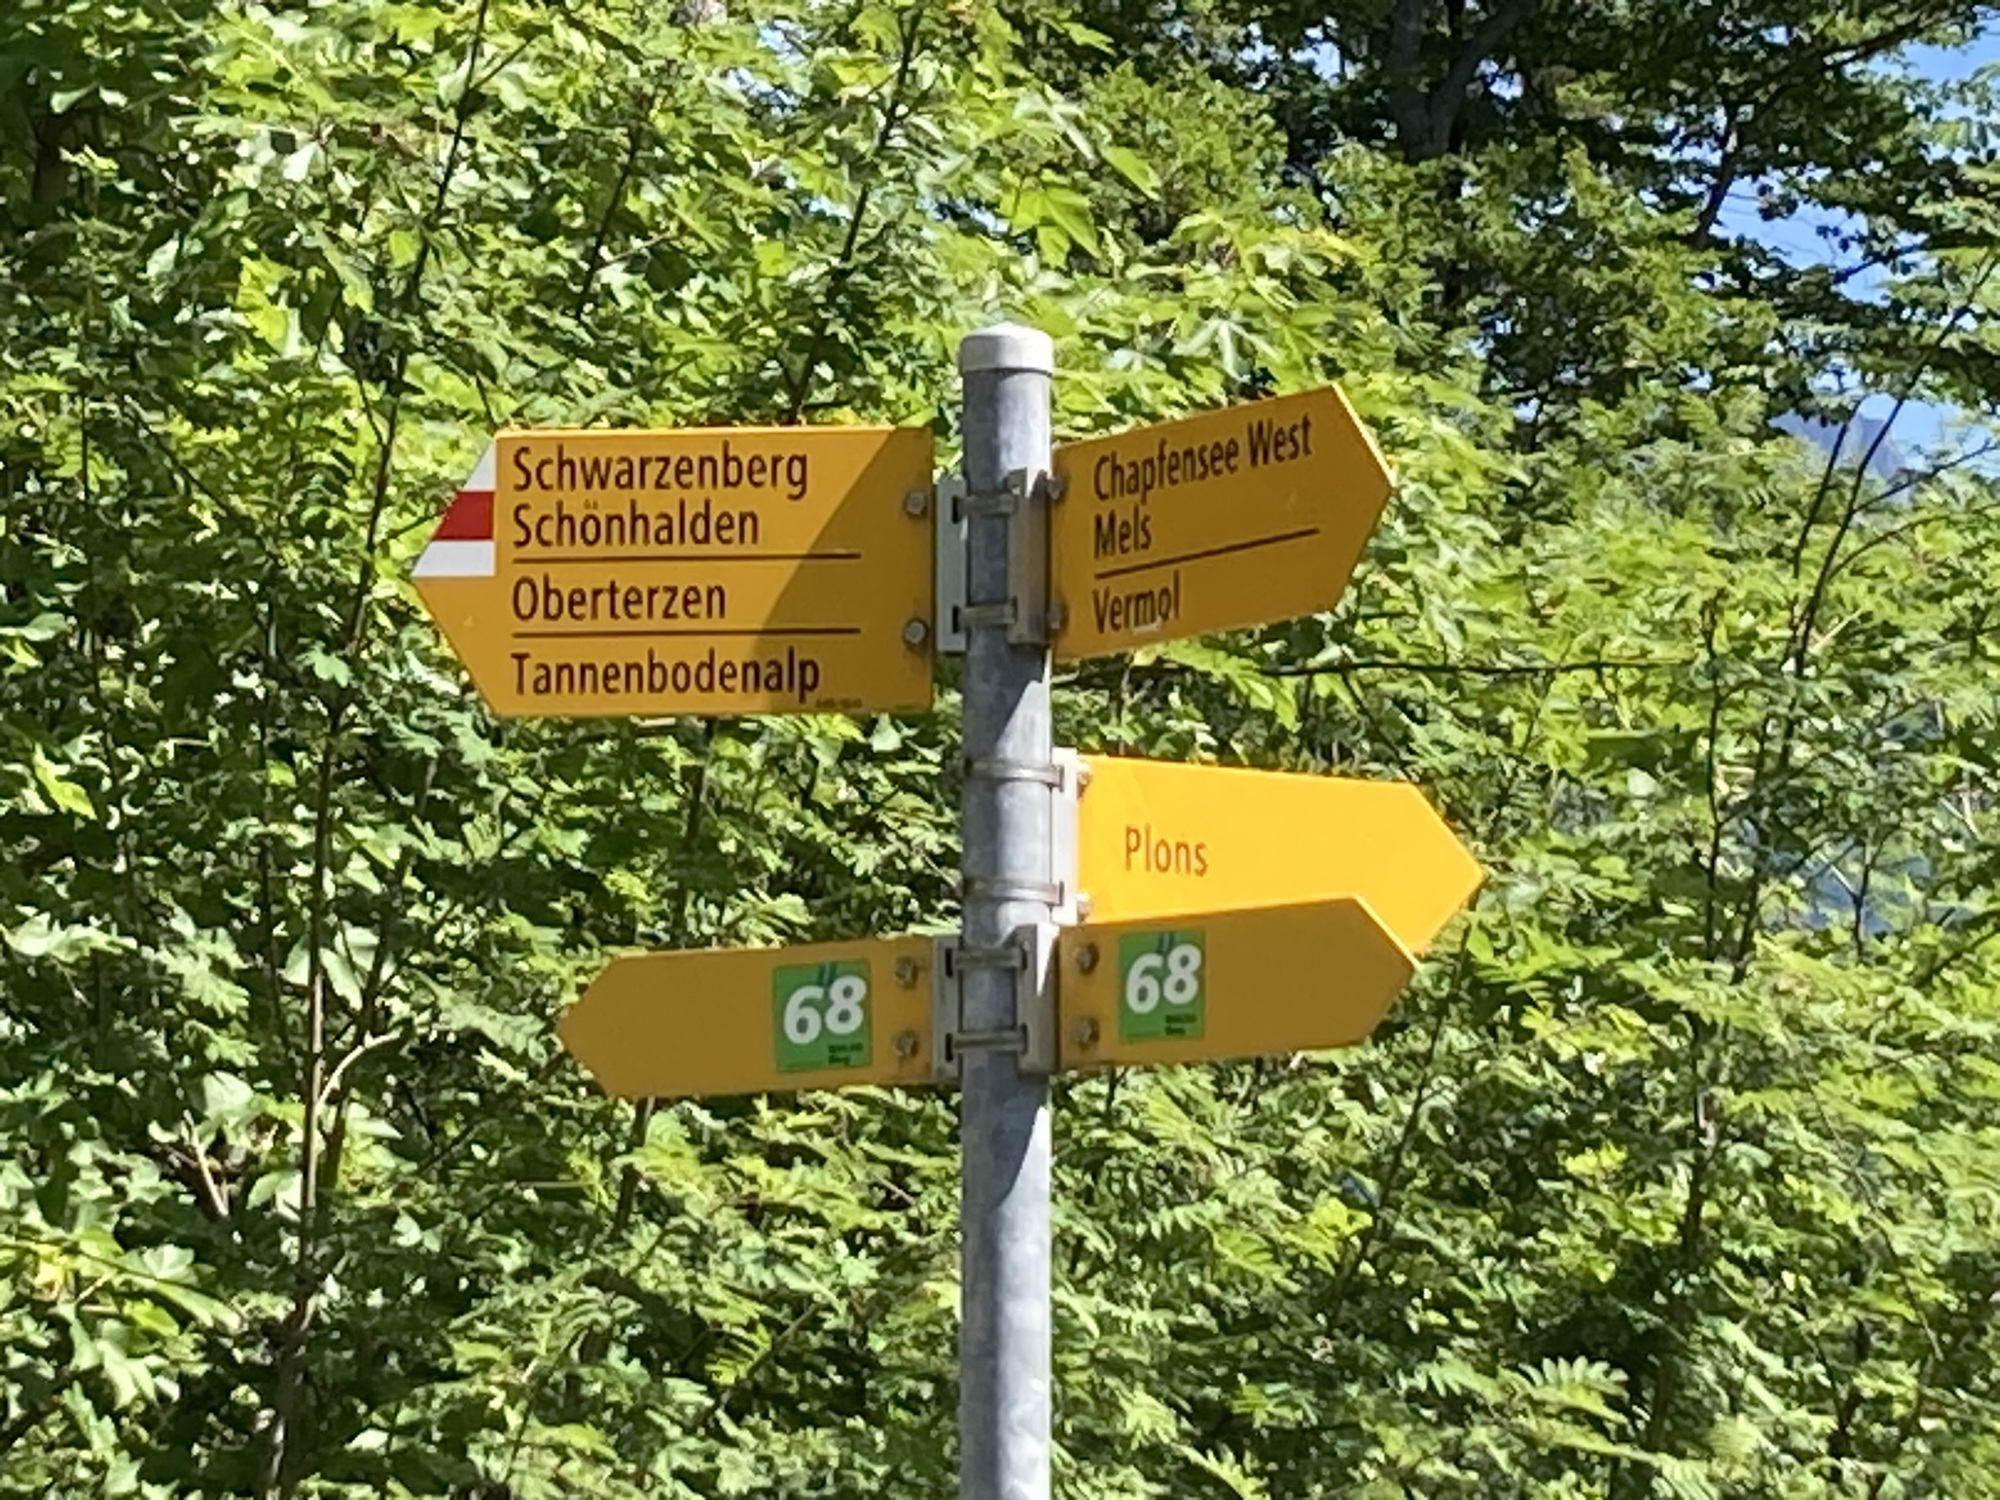 Schwarzenberg
Schönhalden
Oberterzen
Tannenbodenalp
Chapfensee West
Mels
Vermol
Plons
68
68